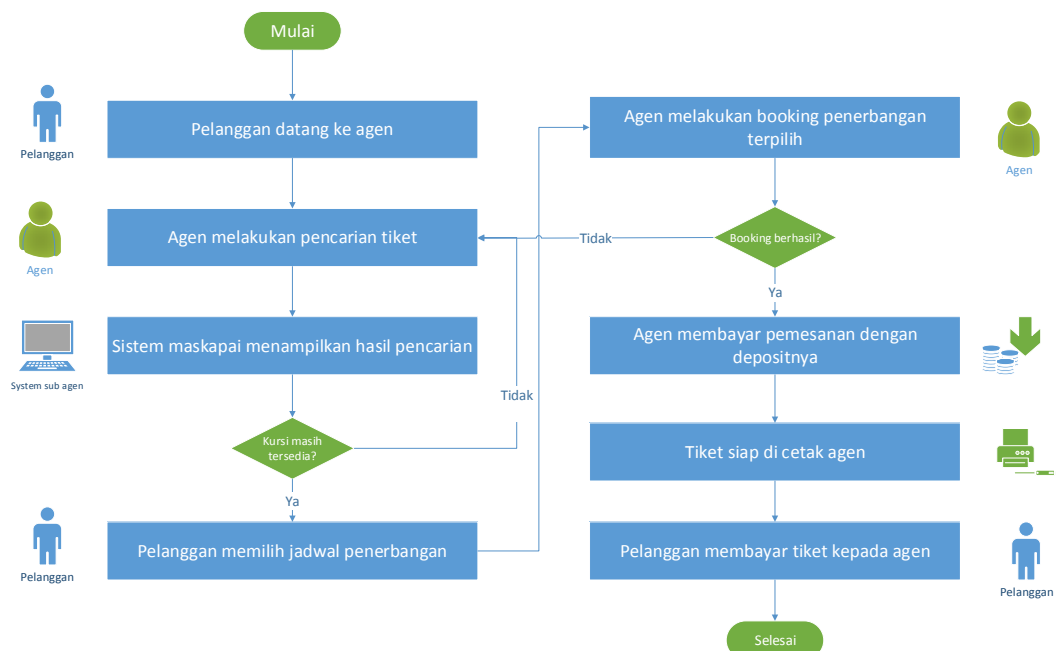 Mulai
Pelanggan datang ke agen
Pelanggan
Agen melakukan pencarian tiket
Agen
Sistem maskapai menampilkan hasil pencarian
System sub agen
Tidak
Kursi masih
tersedia?
Ya
Pelanggan memilih jadwal penerbangan
Pelanggan
Agen melakukan booking penerbangan
terpilih
Agen
Tidak
Booking berhasil?
Ya
Agen membayar pemesanan dengan
depositnya
Tiket siap di cetak agen
Pelanggan membayar tiket kepada agen
Pelanggan
Selesai